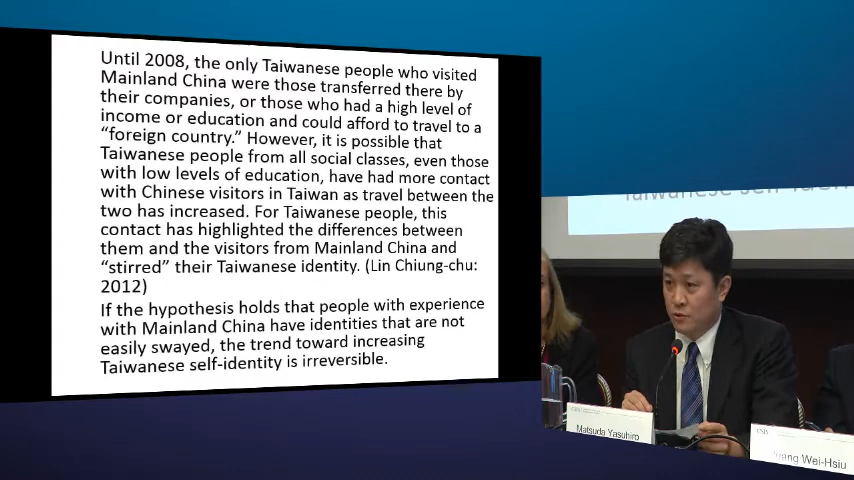 Until 2008, the only Taiwanese people who visited
Mainland China were those transferred there by
their companies, or those who had a high level of
income or education and could afford to travel to a
“foreign country.” However, it is possible that
Taiwanese people from all social classes, even those
with low levels of education, have had more contact
with Chinese visitors in Taiwan as travel between the
two has increased. For Taiwanese people, this
contact has highlighted the differences between
them and the visitors from Mainland China and
“stirred” their Taiwanese identity. (Lin Chiung-chu:
2012)
If the hypothesis holds that people with experience
with Mainland China have identities that are not
easily swayed, the trend toward increasing
Taiwanese self-identity is irreversible.
Taiwanese
CSIS
Matsuda Yasuhiro
CSIS
Wei-Hsiu